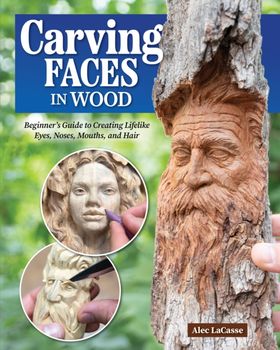 Carving
FACES
IN WOOD
Beginner's Guide to Creating Lifelike
Eyes, Noses, Mouths, and Hair
Alec LaCasse